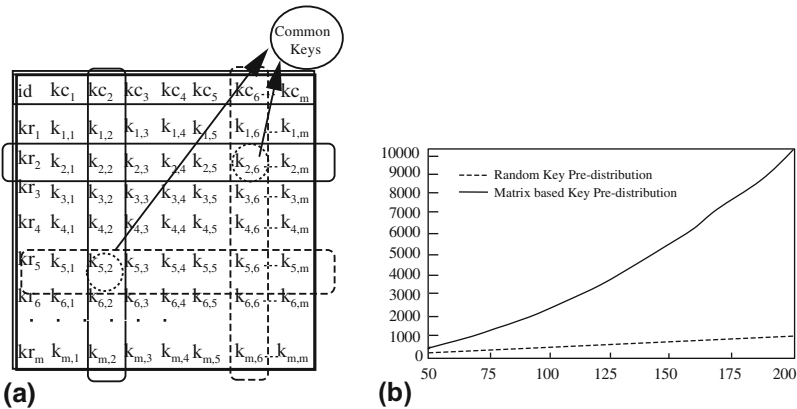 Common
Keys
id kc1 kc2 kc3 kc4 kc5 kc6... kcm
kr1 k1,1 k1,2 k1,3 k1,4 k1,5 k1,6 ... k1,m
kr2 k2,1 k2,2 k2,3 k2,4 k2,5 k2,6 ... k2,m
kr3 k3,1 k3,2 k3,3 k3,4 k3,5 k3,6 ... k3,m
kr4 k4,1 k4,2 k4,3 k4,4 k4,5 k4,6 ... k4,m
kr5 k5,1 k5,2 k5,3 k5,4 k5,5 k5,6 ... k5,m
kr6 k6,1 k6,2 k6,3 k6,4 k6,5 k6,6 ... k6,m
. . . . . .
krm km,1 km,2 km,3 km,4 km,5 km,6 ... km,m
(a)
10000
9000
8000
7000
6000
5000
4000
3000
2000
1000
0
Random Key Pre-distribution
Matrix based Key Pre-distribution
50 75 100 125 150 175 200
(b)